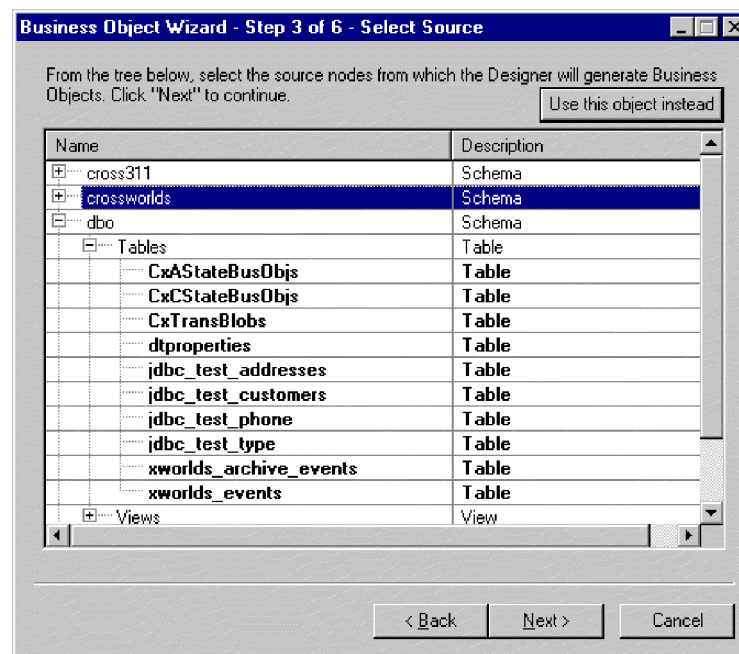 Business Object Wizard - Step 3 of 6 - Select Source
From the tree below, select the source nodes from which the Designer will generate Business
Objects. Click "Next" to continue.
Use this object instead
Name Description
cross311 Schema
crossworlds Schema
dbo Schema
Tables Table
CxAStateBusObjs Table
CxCStateBusObjs Table
CxTransBlobs Table
dtproperties Table
jdbc_test_addresses Table
jdbc_test_customers Table
jdbc_test_phone Table
jdbc_test_type Table
xworlds_archive_events Table
xworlds_events Table
Views View
< Back Next > Cancel